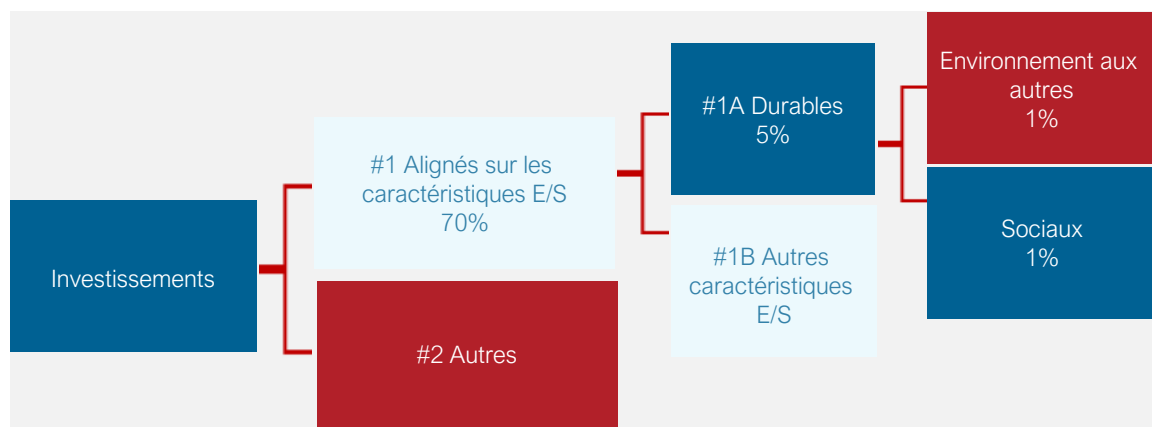 Investissements
#1 Alignés sur les
caractéristiques E/S
70%
#2 Autres
#1A Durables
5%
#1B Autres
caractéristiques
E/S
Environnement aux
autres
1%
Sociaux
1%